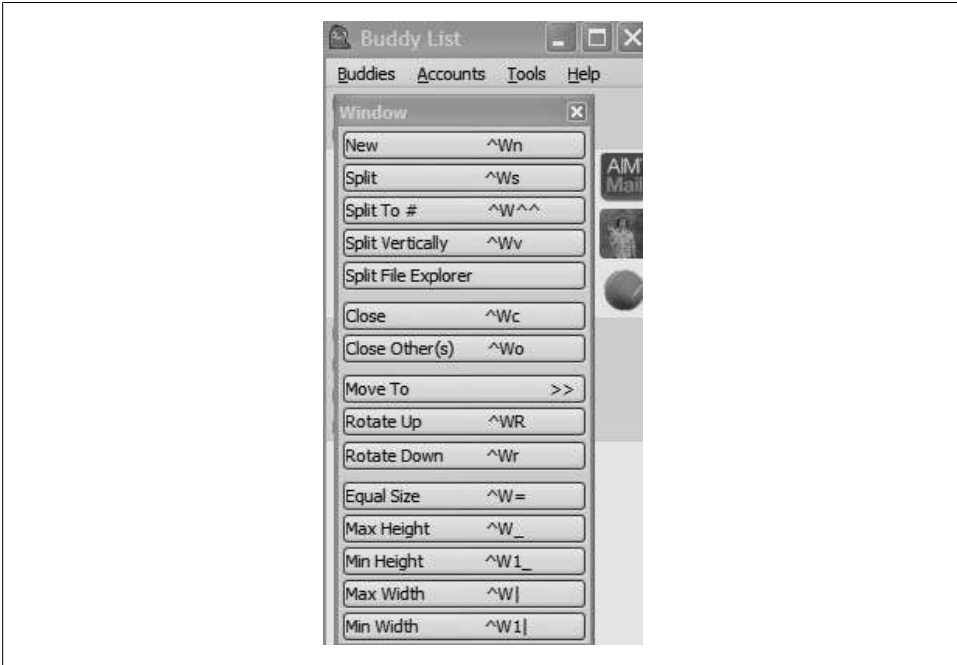 Buddy List
Buddies Accounts Tools Help
Window
New ^Wn
Split ^Ws
Split To # ^W^^
Split Vertically ^Wv
Split File Explorer
Close ^Wc
Close Other(s) ^Wo
Move To >>
Rotate Up ^WR
Rotate Down ^Wr
Equal Size ^W=
Max Height ^W_
Min Height ^W1_
Max Width ^W|
Min Width ^W1|
AIM
Mail